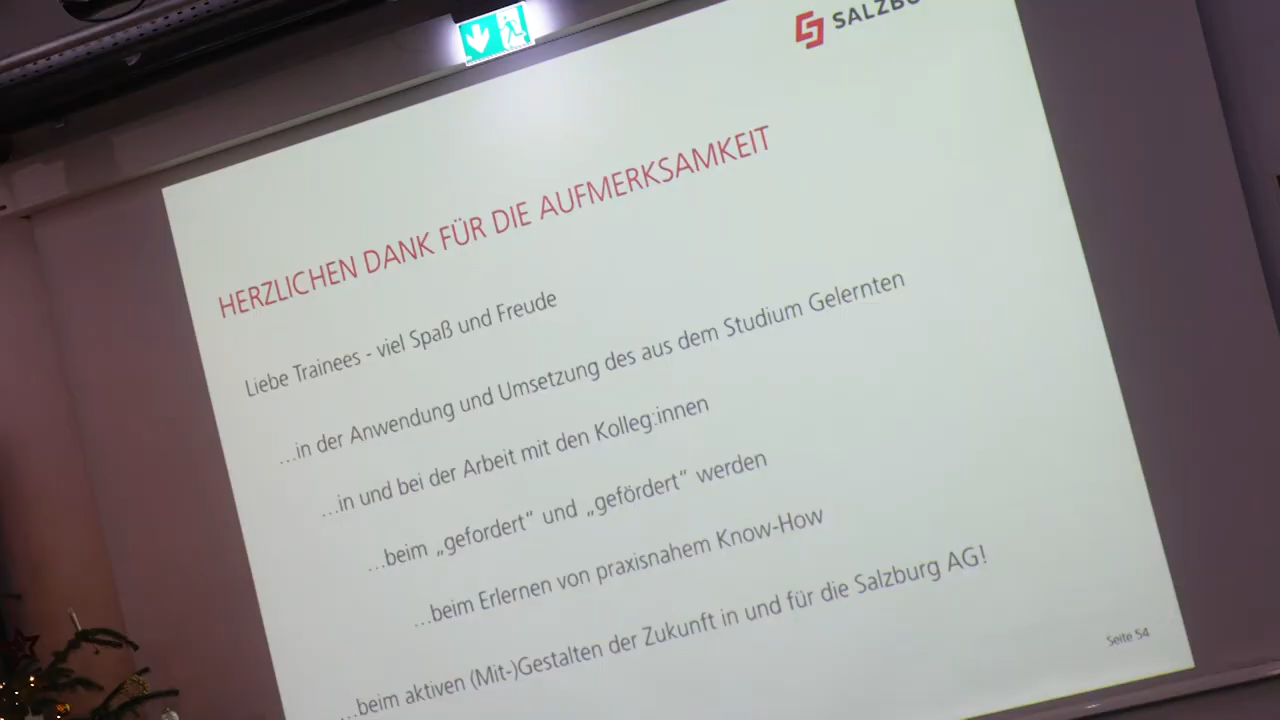 SALZBU
HERZLICHEN DANK FÜR DIE AUFMERKSAMKEIT
Liebe Trainees - viel Spaß und Freude
...in der Anwendung und Umsetzung des aus dem Studium Gelernten
...in und bei der Arbeit mit den Kolleg:innen
...beim „gefordert“ und „gefördert“ werden
...beim Erlernen von praxisnahem Know-How
...beim aktiven (Mit-)Gestalten der Zukunft in und für die Salzburg AG!
Seite 54